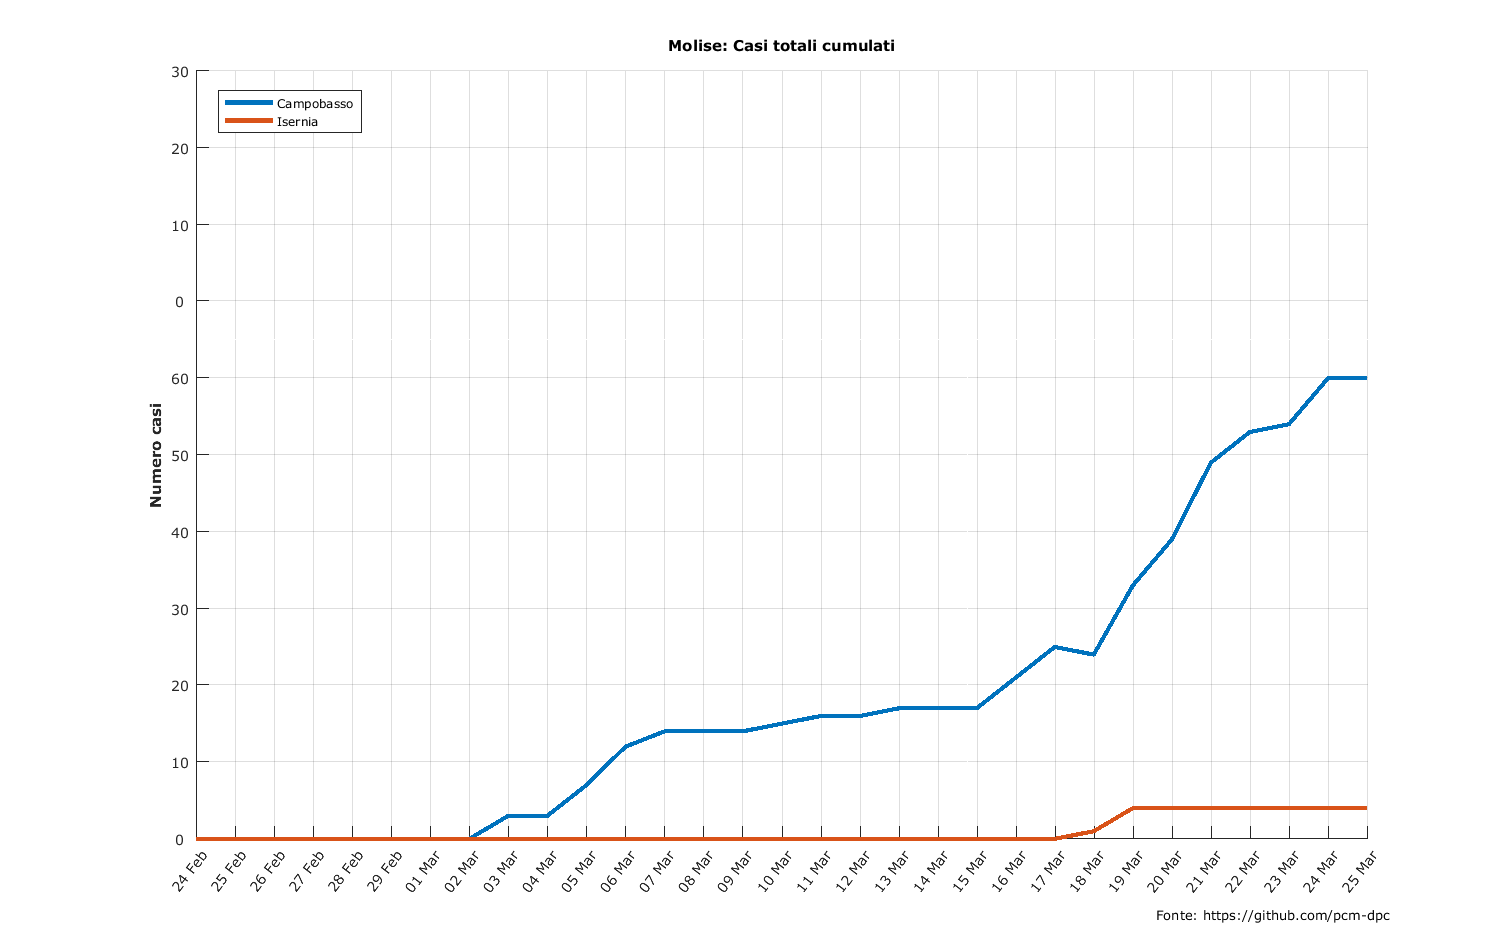 Molise: Casi totali cumulati
30
Campobasso
Isernia
20
10
0
60
Numero casi
50
40
30
20
10
0
24 Feb
25 Feb
26 Feb
27 Feb
28 Feb
29 Feb
01 Mar
02 Mar
03 Mar
04 Mar
05 Mar
06 Mar
07 Mar
08 Mar
09 Mar
10 Mar
11 Mar
12 Mar
13 Mar
14 Mar
15 Mar
16 Mar
17 Mar
18 Mar
19 Mar
20 Mar
21 Mar
22 Mar
23 Mar
24 Mar
25 Mar
Fonte: https://github.com/pcm-dpc